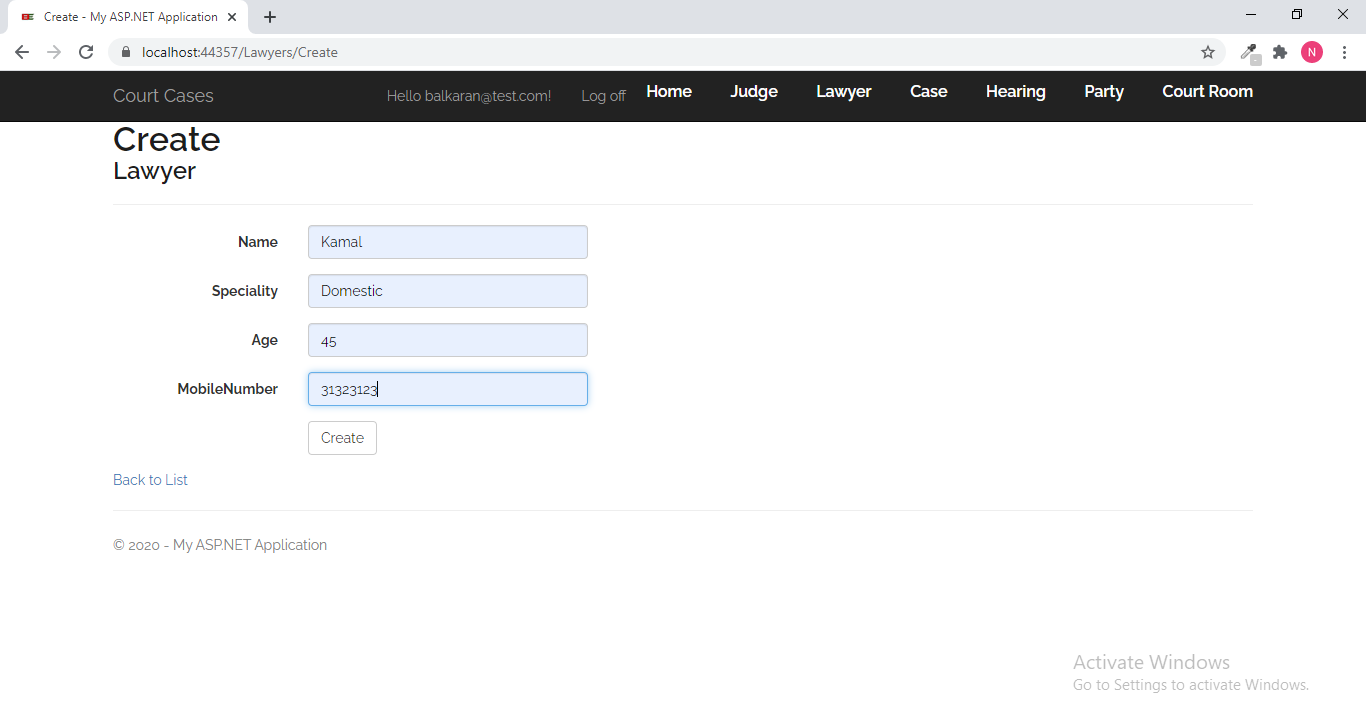 Create - My ASP.NET Application
localhost:44357/Lawyers/Create
N
Court Cases Hello balkaran@test.com! Log off Home Judge Lawyer Case Hearing Party Court Room
Create
Lawyer
Name Kamal
Speciality Domestic
Age 45
MobileNumber 31323123
Create
Back to List
© 2020 - My ASP.NET Application
Activate Windows
Go to Settings to activate Windows.